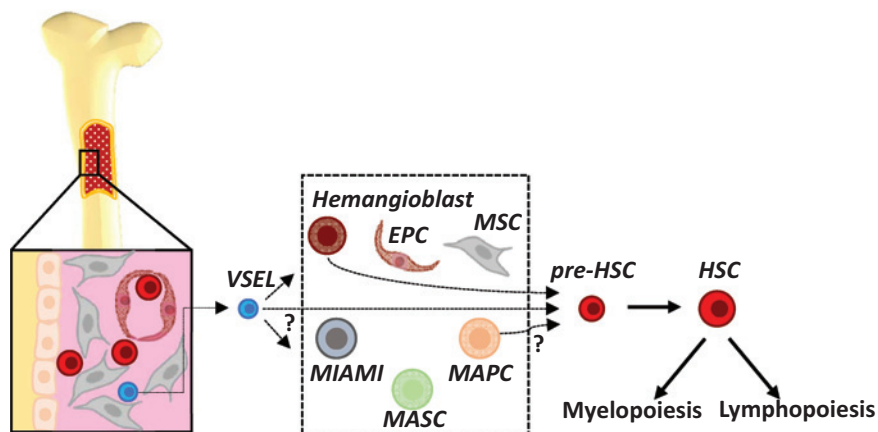 Hemangioblast
EPC
MSC
VSEL
pre-HSC
HSC
?
?
MIAMI
MAPC
MASC
Myelopoiesis
Lymphopoiesis